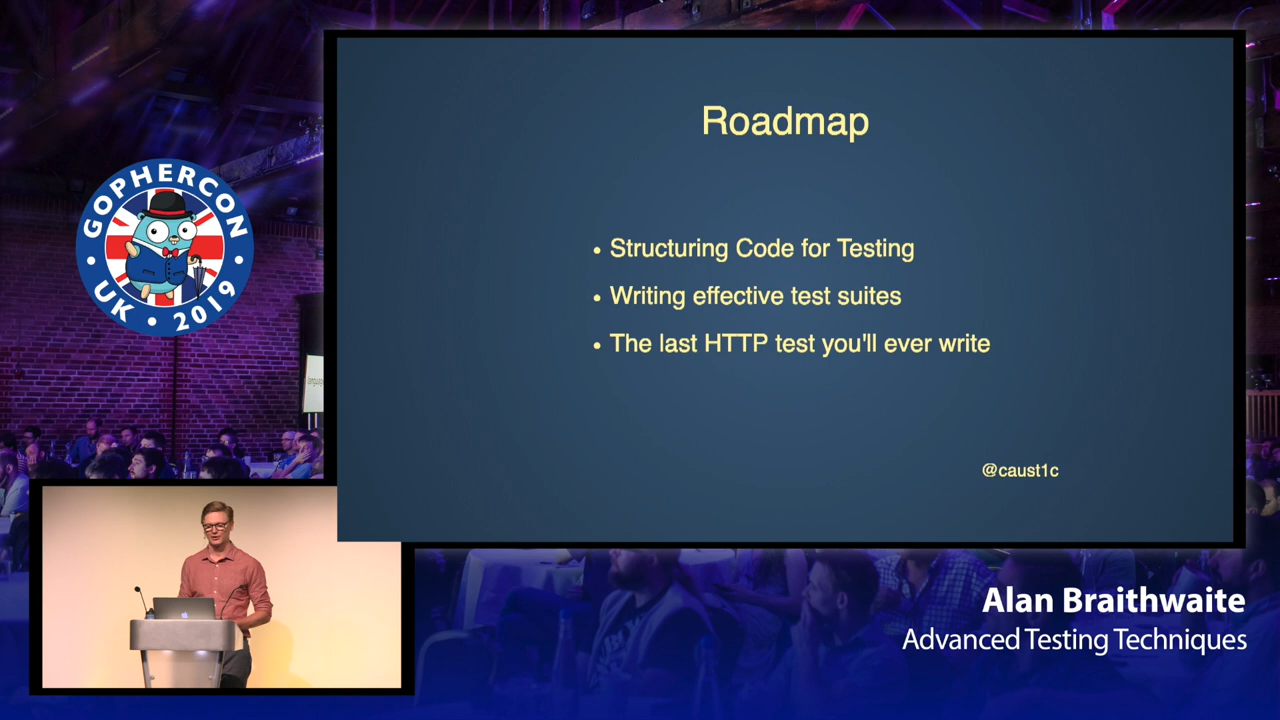 GOPHERCON
UK
2019
Roadmap
• Structuring Code for Testing
• Writing effective test suites
• The last HTTP test you'll ever write
@caust1c
Alan Braithwaite
Advanced Testing Techniques